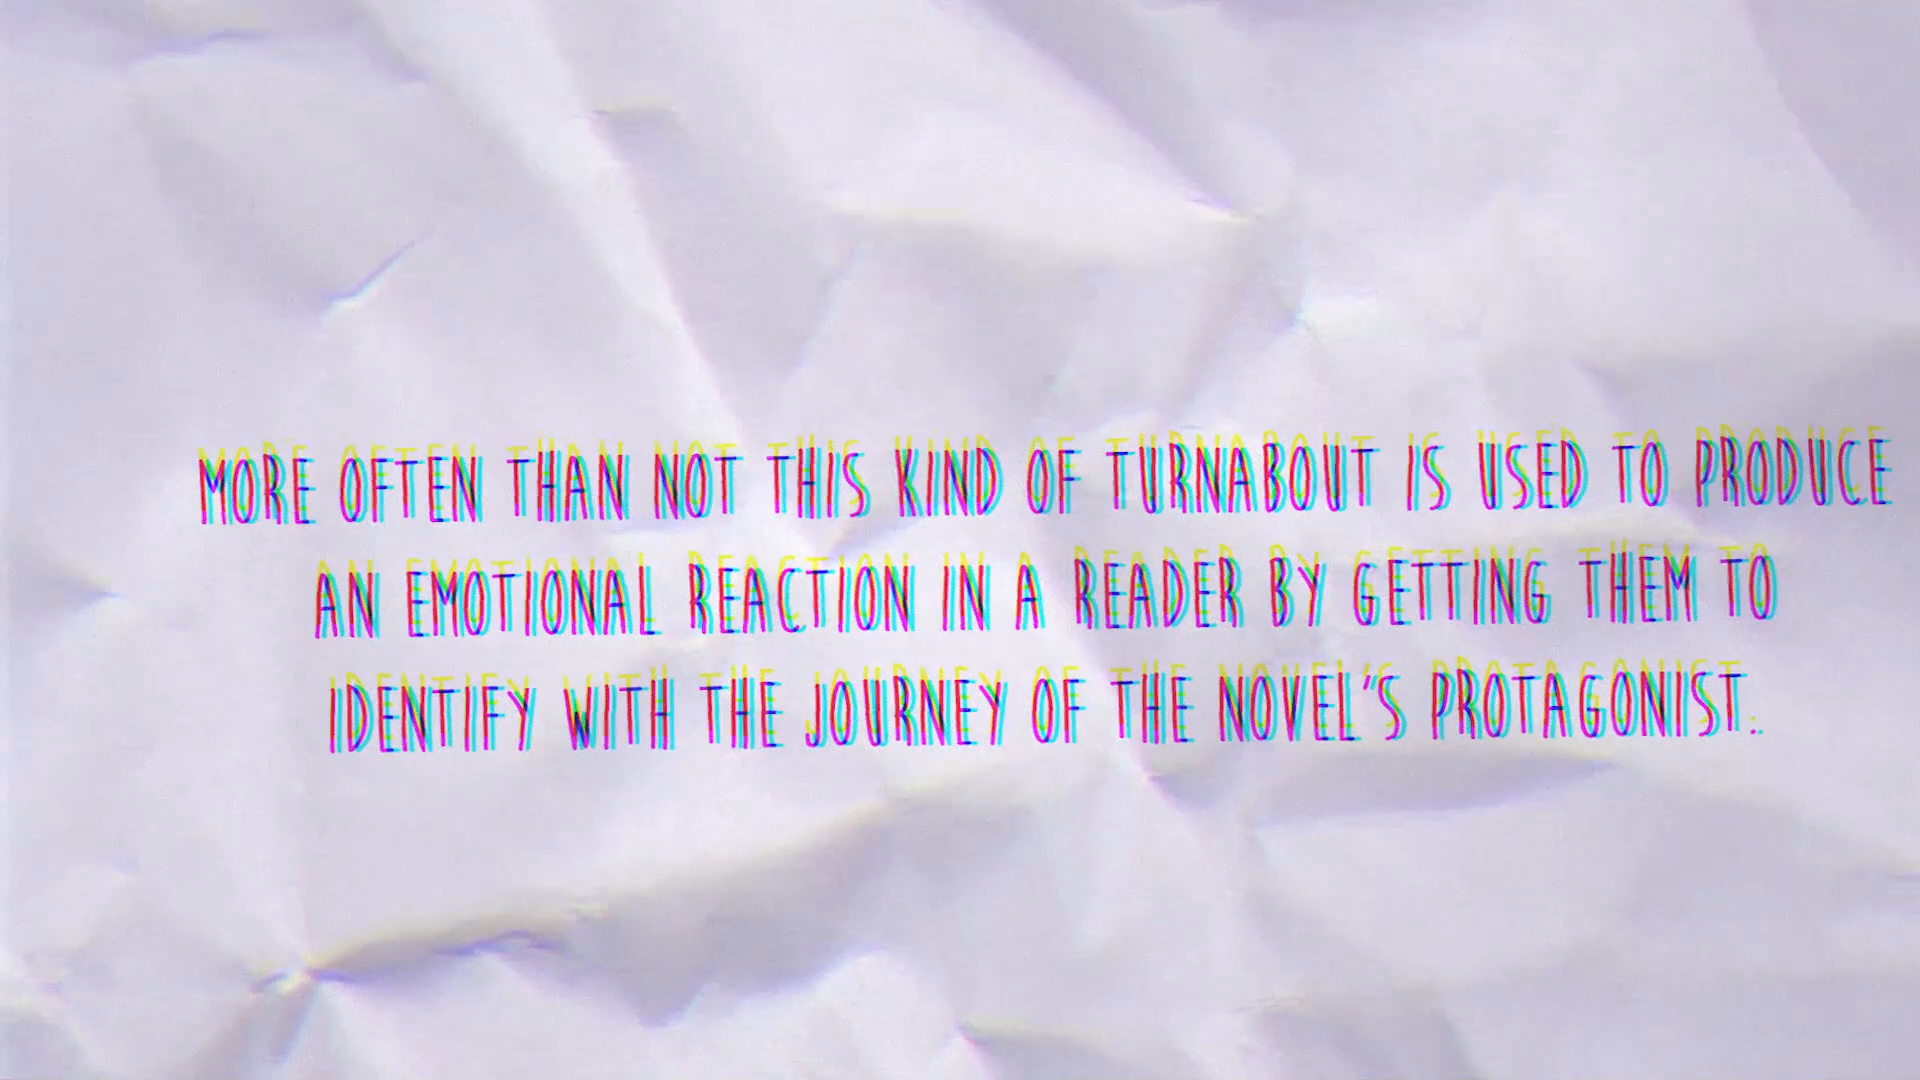 MORE OFTEN THAN NOT THIS KIND OF TURNABOUT IS USED TO PRODUCE
AN EMOTIONAL REACTION IN A READER BY GETTING THEM TO
IDENTIFY WITH THE JOURNEY OF THE NOVEL'S PROTAGONIST.